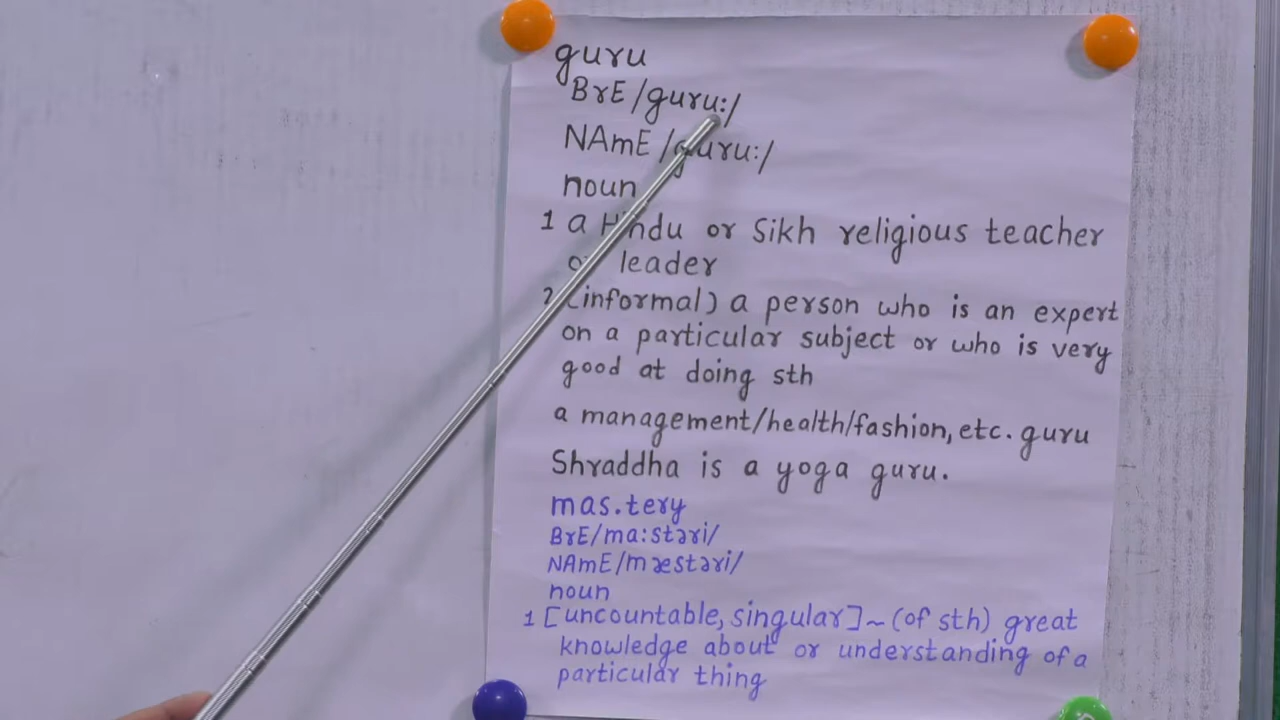 guru
BrE/guru:/
NAmE/guru:/
noun
1 a Hindu or Sikh religious teacher
or leader
2 (informal) a person who is an expert
on a particular subject or who is very
good at doing sth
a management/health/fashion, etc. guru
Shraddha is a yoga guru.
mas.tery
BrE/ma:stəri/
NAmE/mæstəri/
noun
1 [uncountable, singular] ~ (of sth) great
knowledge about or understanding of a
particular thing